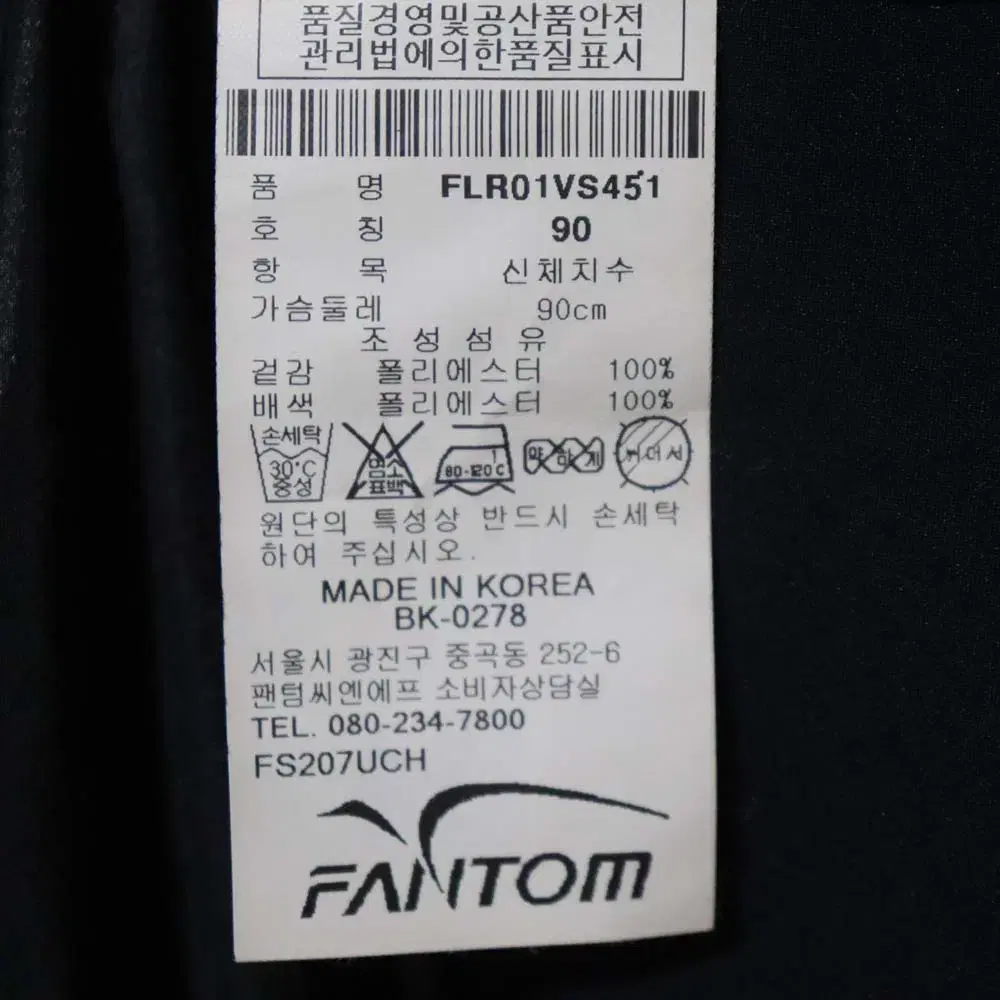 품질경영및공산품안전
관리법에의한품질표시
품 명 FLR01VS451
호 칭 90
항 목 신체치수
가슴둘레 90cm
조성섬유
겉감 폴리에스터 100%
배색 폴리에스터 100%
손세탁 30°C 중성
염소 표백
80-120°C
약하게
뉘어서
원단의 특성상 반드시 손세탁
하여 주십시오.
MADE IN KOREA
BK-0278
서울시 광진구 중곡동 252-6
팬텀씨엔에프 소비자상담실
TEL. 080-234-7800
FS207UCH
FANTOM